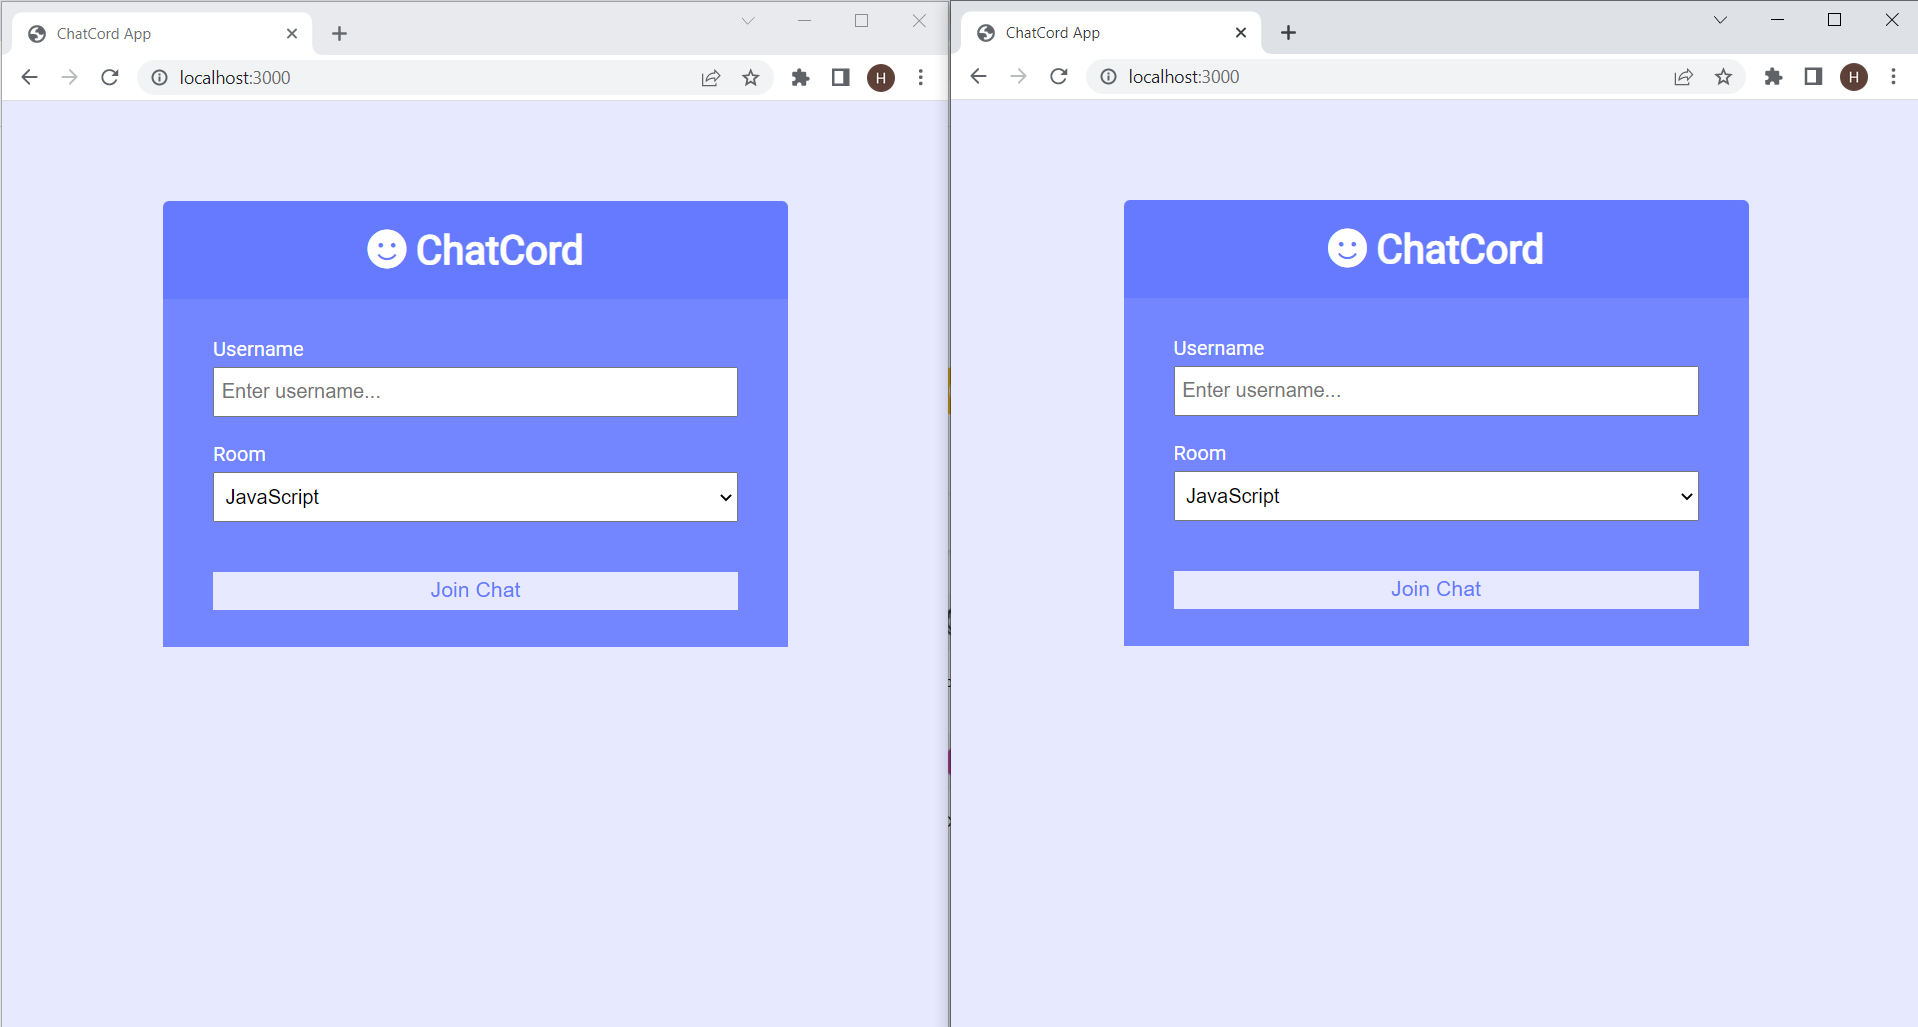 ChatCord App
localhost:3000
H
ChatCord
Username
Enter username...
Room
JavaScript
Join Chat
ChatCord App
localhost:3000
H
ChatCord
Username
Enter username...
Room
JavaScript
Join Chat